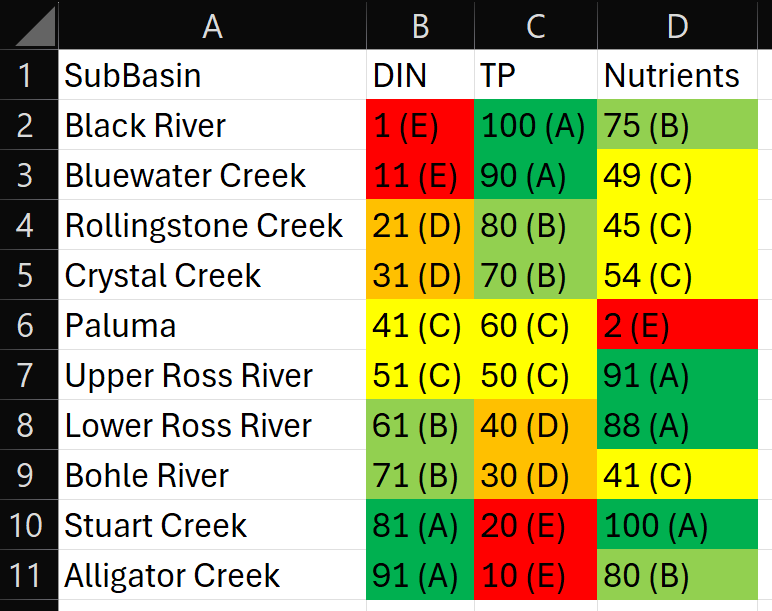 A B C D
1 SubBasin DIN TP Nutrients
2 Black River 1 (E) 100 (A) 75 (B)
3 Bluewater Creek 11 (E) 90 (A) 49 (C)
4 Rollingstone Creek 21 (D) 80 (B) 45 (C)
5 Crystal Creek 31 (D) 70 (B) 54 (C)
6 Paluma 41 (C) 60 (C) 2 (E)
7 Upper Ross River 51 (C) 50 (C) 91 (A)
8 Lower Ross River 61 (B) 40 (D) 88 (A)
9 Bohle River 71 (B) 30 (D) 41 (C)
10 Stuart Creek 81 (A) 20 (E) 100 (A)
11 Alligator Creek 91 (A) 10 (E) 80 (B)